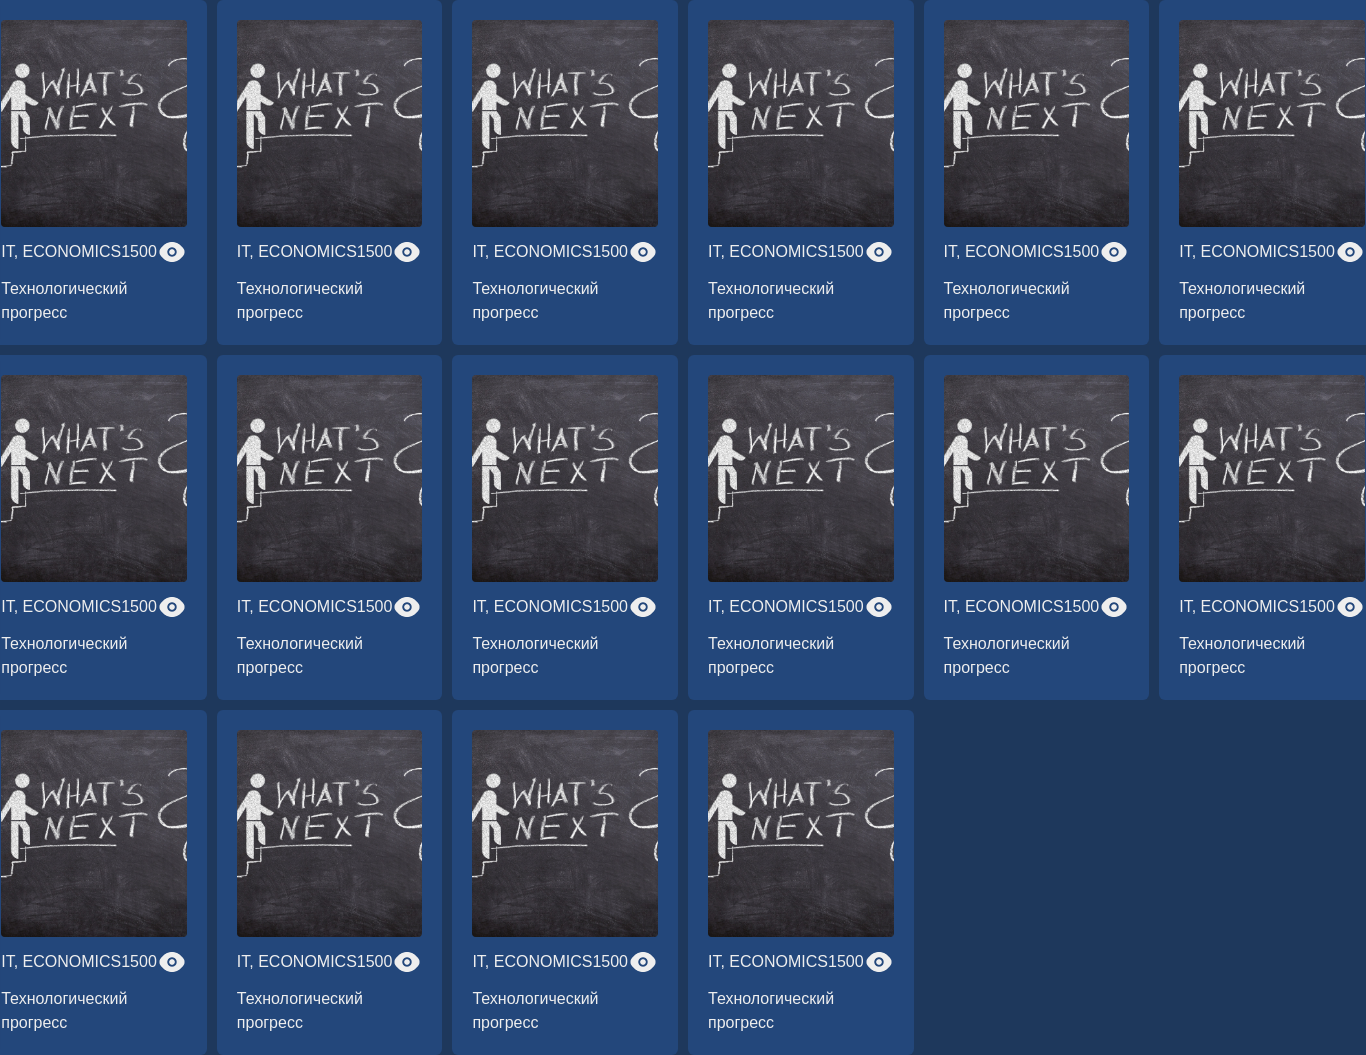 WHAT'S WHAT'S WHAT'S WHAT'S WHAT'S WHAT'S
NEXT NEXT NEXT NEXT NEXT NEXT
IT, ECONOMICS1500 IT, ECONOMICS1500 IT, ECONOMICS1500 IT, ECONOMICS1500 IT, ECONOMICS1500 IT, ECONOMICS1500
Технологический Технологический Технологический Технологический Технологический Технологический
прогресс прогресс прогресс прогресс прогресс прогресс
WHAT'S WHAT'S WHAT'S WHAT'S WHAT'S WHAT'S
NEXT NEXT NEXT NEXT NEXT NEXT
IT, ECONOMICS1500 IT, ECONOMICS1500 IT, ECONOMICS1500 IT, ECONOMICS1500 IT, ECONOMICS1500 IT, ECONOMICS1500
Технологический Технологический Технологический Технологический Технологический Технологический
прогресс прогресс прогресс прогресс прогресс прогресс
WHAT'S WHAT'S WHAT'S WHAT'S
NEXT NEXT NEXT NEXT
IT, ECONOMICS1500 IT, ECONOMICS1500 IT, ECONOMICS1500 IT, ECONOMICS1500
Технологический Технологический Технологический Технологический
прогресс прогресс прогресс прогресс